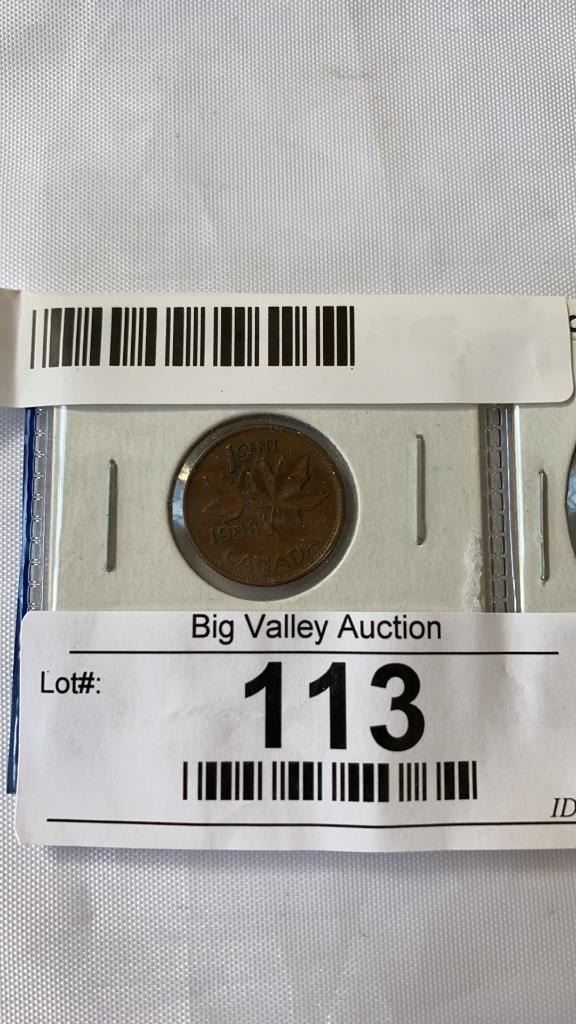 1 CENT
CANADA
Big Valley Auction
Lot#:
113
ID